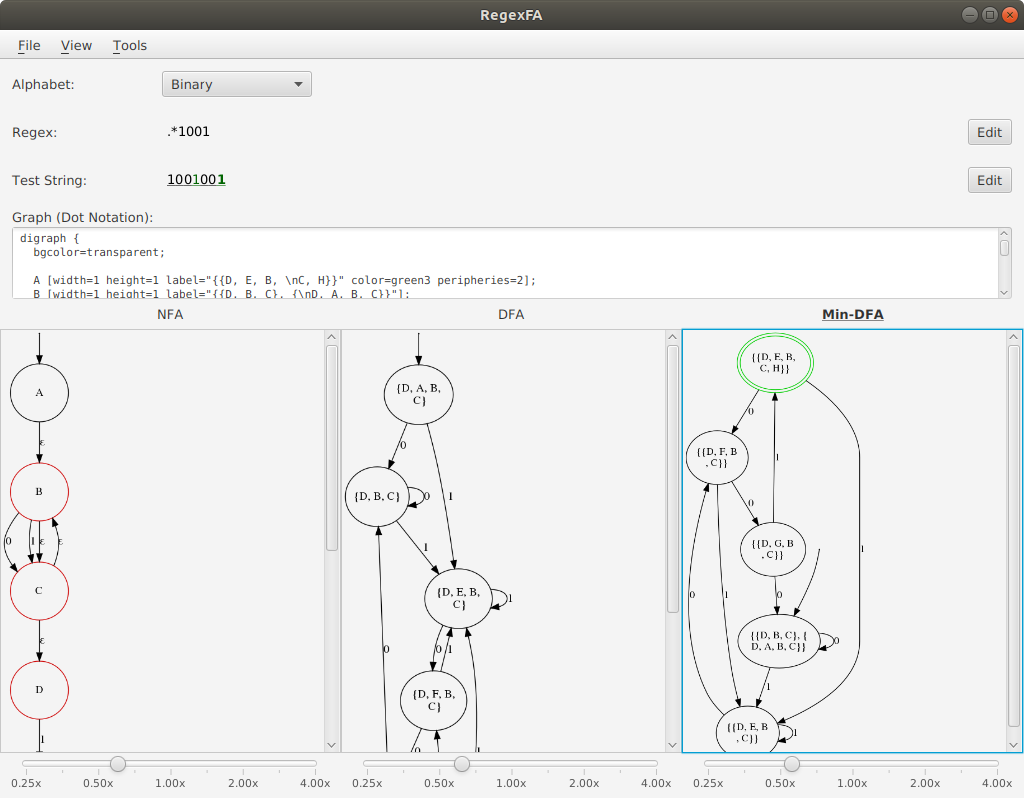 RegexFA
File View Tools
Alphabet: Binary
Regex: .*1001 Edit
Test String: 1001001 Edit
Graph (Dot Notation):
digraph {
bgcolor=transparent;
A [width=1 height=1 label="{{D, E, B, \nC, H}}" color=green3 peripheries=2];
B [width=1 height=1 label="{{D, B, C}, {\nD, A, B, C}}"];
NFA
A
ε
B
0 1 ε ε
C
ε
D
1
DFA
{D, A, B,
C}
0
{D, B, C} 0 1
1
{D, E, B,
C} 1
0 0 1
{D, F, B,
C}
0 1
Min-DFA
{{D, E, B,
C, H}}
0
{{D, F, B
, C}} 1
0
{{D, G, B
, C}} 1
0 1 0
{{D, B, C}, {
D, A, B, C}} 0
1
{{D, E, B
, C}} 1
0.25x 0.50x 1.00x 2.00x 4.00x
0.25x 0.50x 1.00x 2.00x 4.00x
0.25x 0.50x 1.00x 2.00x 4.00x